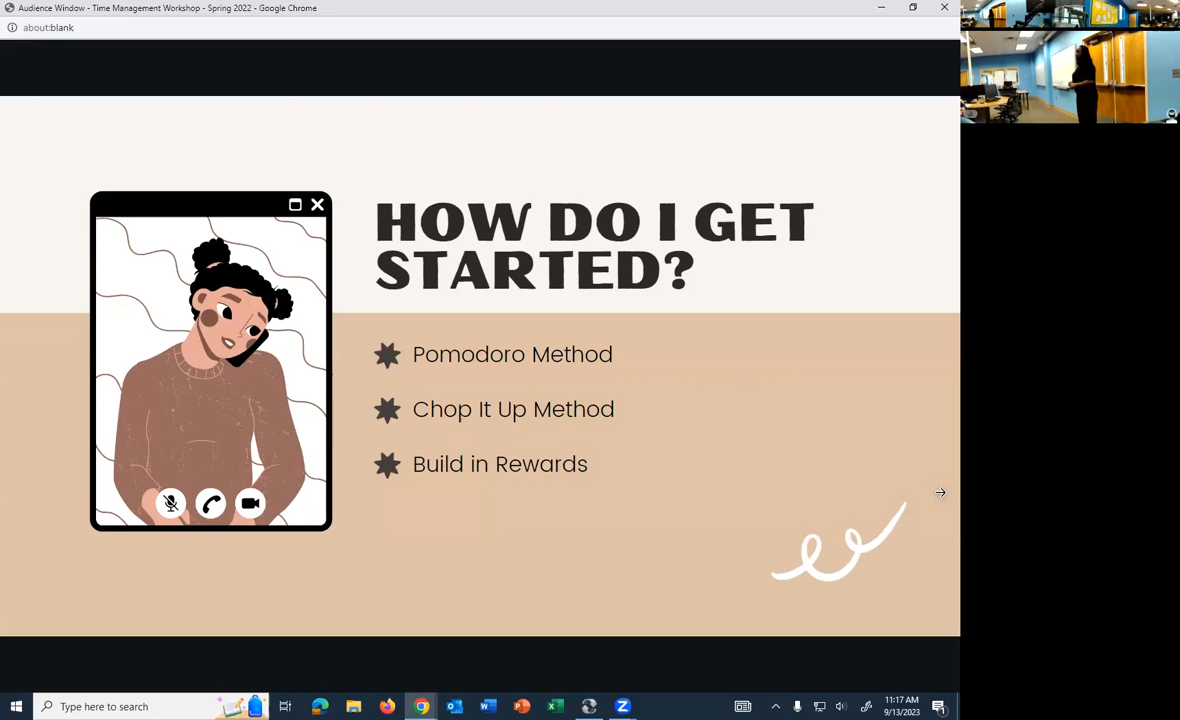 Audience Window - Time Management Workshop - Spring 2022 - Google Chrome
about:blank
HOW DO I GET
STARTED?
Pomodoro Method
Chop It Up Method
Build in Rewards
Type here to search
11:17 AM
9/13/2023